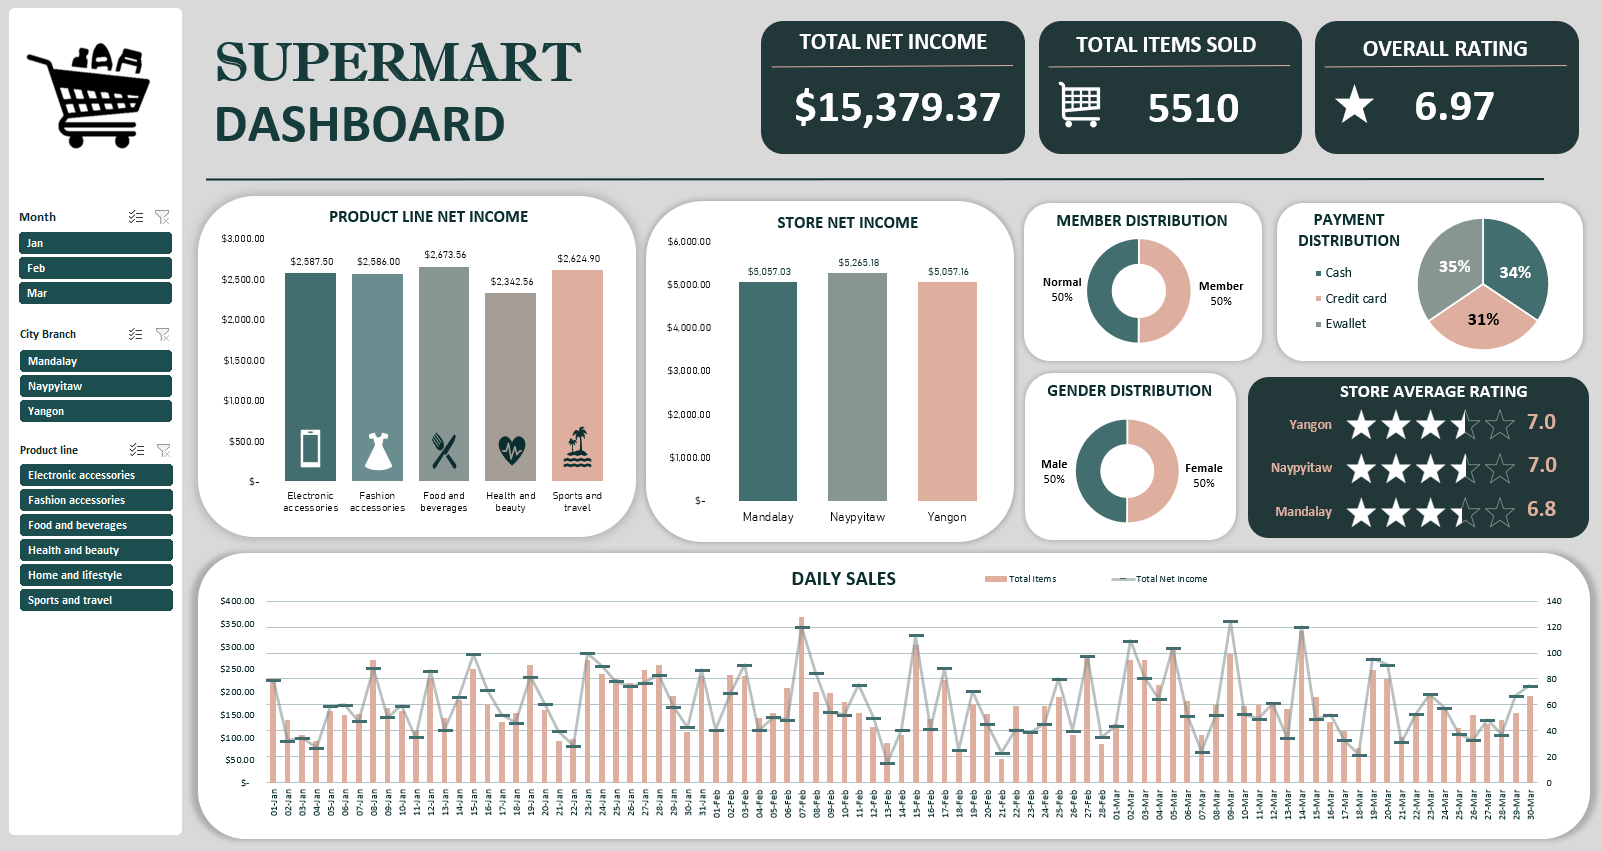 SUPERMART
DASHBOARD
TOTAL NET INCOME
$15,379.37
TOTAL ITEMS SOLD
5510
OVERALL RATING
6.97
Month
Jan
Feb
Mar
City Branch
Mandalay
Naypyitaw
Yangon
Product line
Electronic accessories
Fashion accessories
Food and beverages
Health and beauty
Home and lifestyle
Sports and travel
PRODUCT LINE NET INCOME
$3,000.00
$2,500.00
$2,000.00
$1,500.00
$1,000.00
$500.00
$-
$2,587.50
$2,586.00
$2,673.56
$2,342.56
$2,624.90
Electronic
accessories
Fashion
accessories
Food and
beverages
Health and
beauty
Sports and
travel
STORE NET INCOME
$6,000.00
$5,000.00
$4,000.00
$3,000.00
$2,000.00
$1,000.00
$-
$5,057.03
$5,265.18
$5,057.16
Mandalay
Naypyitaw
Yangon
MEMBER DISTRIBUTION
Normal
50%
Member
50%
PAYMENT
DISTRIBUTION
Cash
Credit card
Ewallet
35%
34%
31%
GENDER DISTRIBUTION
Male
50%
Female
50%
STORE AVERAGE RATING
Yangon 7.0
Naypyitaw 7.0
Mandalay 6.8
DAILY SALES
Total Items
Total Net Income
$400.00
$350.00
$300.00
$250.00
$200.00
$150.00
$100.00
$50.00
$-
140
120
100
80
60
40
20
0
01-Jan
02-Jan
03-Jan
04-Jan
05-Jan
06-Jan
07-Jan
08-Jan
09-Jan
10-Jan
11-Jan
12-Jan
13-Jan
14-Jan
15-Jan
16-Jan
17-Jan
18-Jan
19-Jan
20-Jan
21-Jan
22-Jan
23-Jan
24-Jan
25-Jan
26-Jan
27-Jan
28-Jan
29-Jan
30-Jan
31-Jan
01-Feb
02-Feb
03-Feb
04-Feb
05-Feb
06-Feb
07-Feb
08-Feb
09-Feb
10-Feb
11-Feb
12-Feb
13-Feb
14-Feb
15-Feb
16-Feb
17-Feb
18-Feb
19-Feb
20-Feb
21-Feb
22-Feb
23-Feb
24-Feb
25-Feb
26-Feb
27-Feb
28-Feb
01-Mar
02-Mar
03-Mar
04-Mar
05-Mar
06-Mar
07-Mar
08-Mar
09-Mar
10-Mar
11-Mar
12-Mar
13-Mar
14-Mar
15-Mar
16-Mar
17-Mar
18-Mar
19-Mar
20-Mar
21-Mar
22-Mar
23-Mar
24-Mar
25-Mar
26-Mar
27-Mar
28-Mar
29-Mar
30-Mar